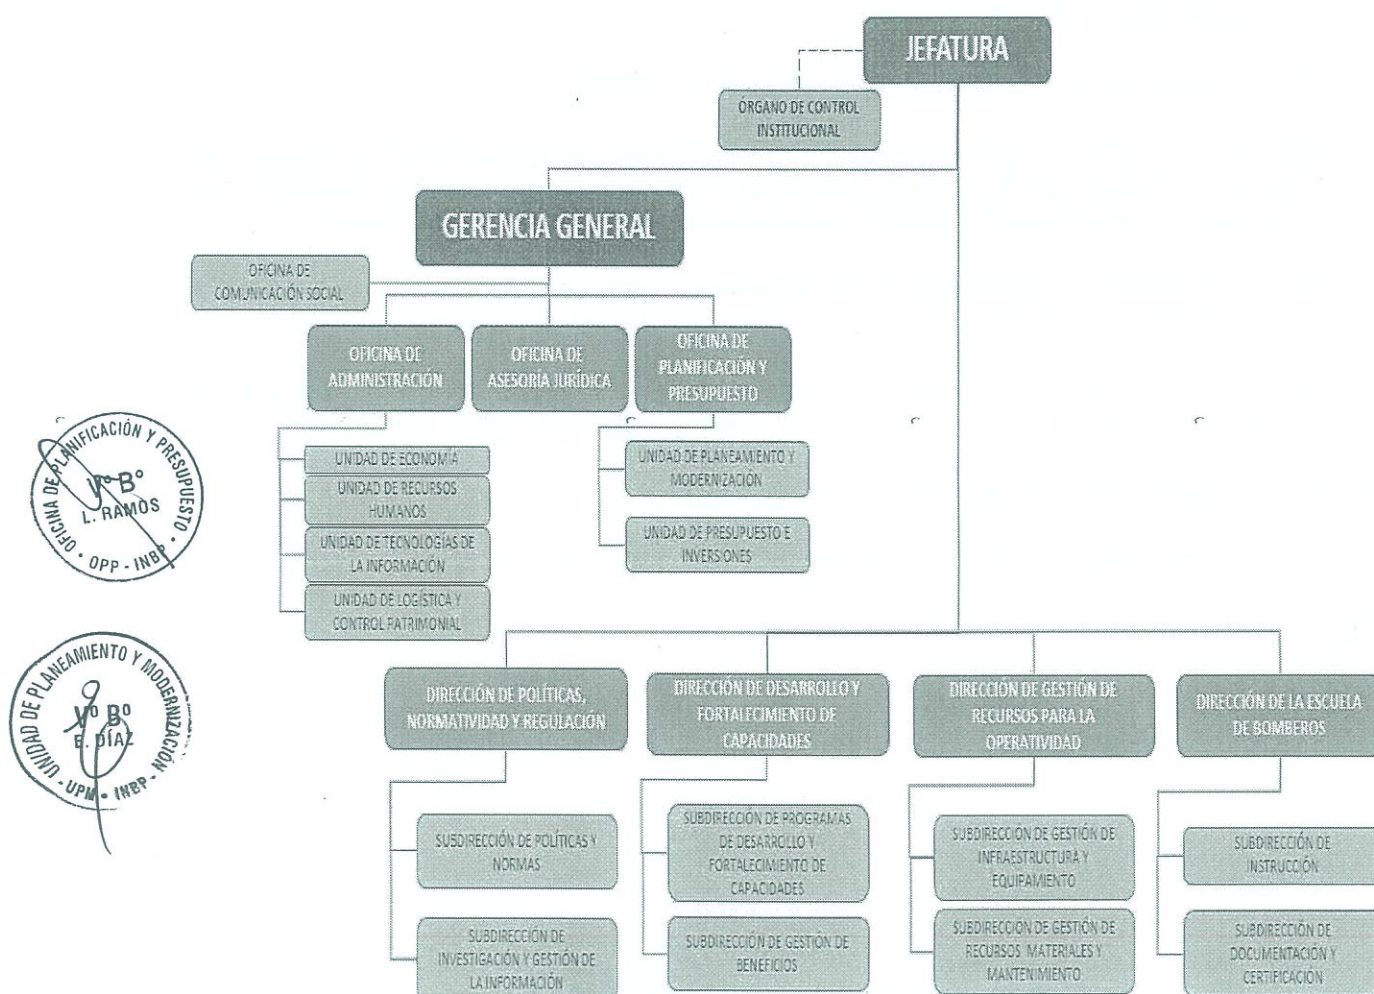 JEFATURA
ÓRGANO DE CONTROL
INSTITUCIONAL
GERENCIA GENERAL
OFICINA DE
COMUNICACIÓN SOCIAL
OFICINA DE
ADMINISTRACIÓN
OFICINA DE
ASESORÍA JURÍDICA
OFICINA DE
PLANIFICACIÓN Y
PRESUPUESTO
UNIDAD DE ECONOMÍA
UNIDAD DE RECURSOS
HUMANOS
UNIDAD DE TECNOLOGÍAS DE
LA INFORMACIÓN
UNIDAD DE LOGÍSTICA Y
CONTROL PATRIMONIAL
UNIDAD DE PLANEAMIENTO Y
MODERNIZACIÓN
UNIDAD DE PRESUPUESTO E
INVERSIONES
OFICINA DE PLANIFICACIÓN Y PRESUPUESTO
Vº Bº
L. RAMOS
OPP - INBP
UNIDAD DE PLANEAMIENTO Y MODERNIZACIÓN
Vº Bº
E. DÍAZ
UPM - INBP
DIRECCIÓN DE POLÍTICAS,
NORMATIVIDAD Y REGULACIÓN
SUBDIRECCIÓN DE POLÍTICAS Y
NORMAS
SUBDIRECCIÓN DE
INVESTIGACIÓN Y GESTIÓN DE
LA INFORMACIÓN
DIRECCIÓN DE DESARROLLO Y
FORTALECIMIENTO DE
CAPACIDADES
SUBDIRECCIÓN DE PROGRAMAS
DE DESARROLLO Y
FORTALECIMIENTO DE
CAPACIDADES
SUBDIRECCIÓN DE GESTIÓN DE
BENEFICIOS
DIRECCIÓN DE GESTIÓN DE
RECURSOS PARA LA
OPERATIVIDAD
SUBDIRECCIÓN DE GESTIÓN DE
INFRAESTRUCTURA Y
EQUIPAMIENTO
SUBDIRECCIÓN DE GESTIÓN DE
RECURSOS MATERIALES Y
MANTENIMIENTO
DIRECCIÓN DE LA ESCUELA
DE BOMBEROS
SUBDIRECCIÓN DE
INSTRUCCIÓN
SUBDIRECCIÓN DE
DOCUMENTACIÓN Y
CERTIFICACIÓN